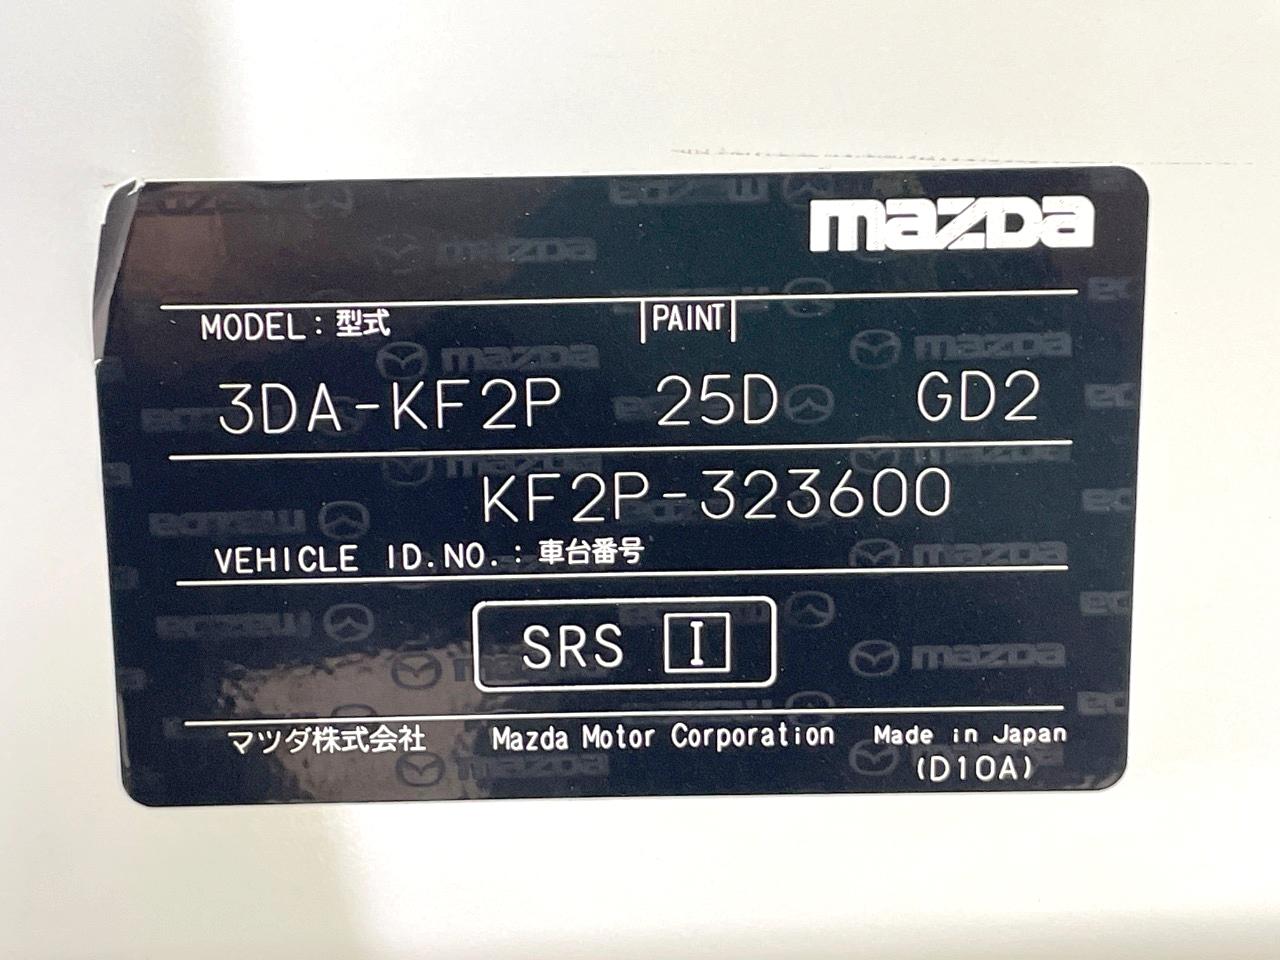 mazda
MODEL : 型式 PAINT
3DA-KF2P 25D GD2
KF2P-323600
VEHICLE ID.NO. : 車台番号
SRS I
マツダ株式会社 Mazda Motor Corporation Made in Japan
(D10A)